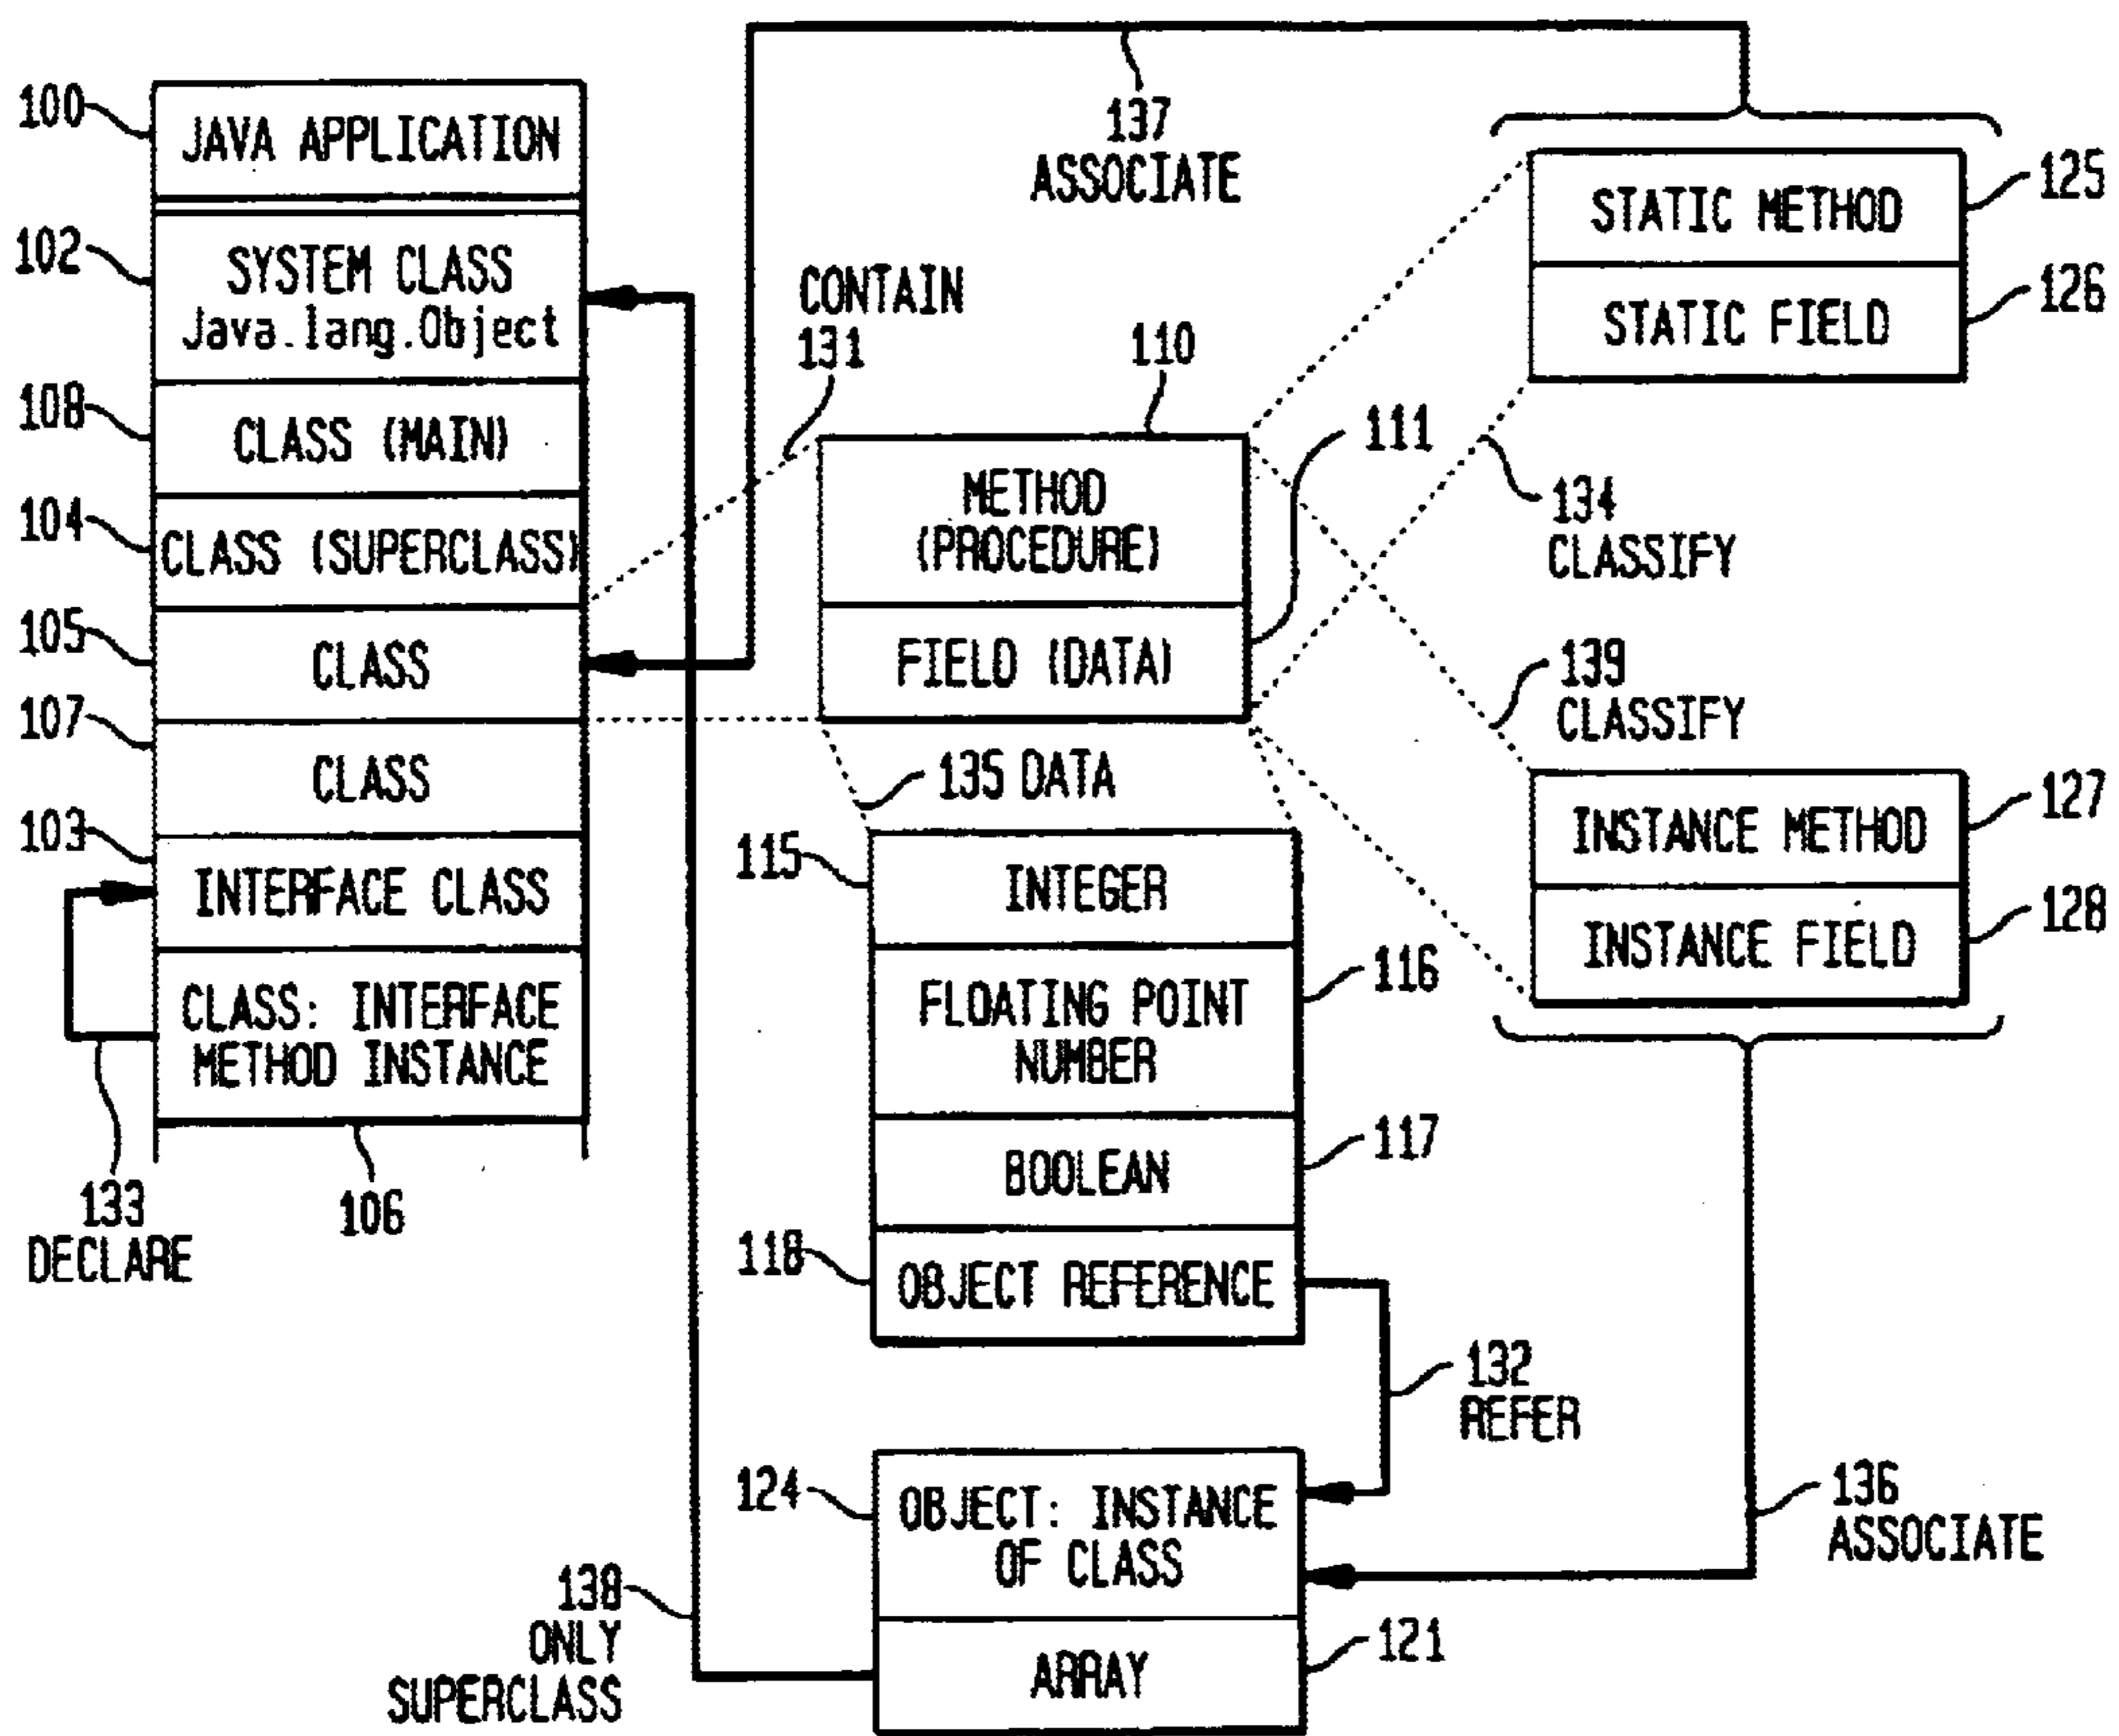 100
JAVA APPLICATION
102
SYSTEM CLASS
Java.lang.Object
108
CLASS (MAIN)
104
CLASS (SUPERCLASS)
105
CLASS
107
CLASS
103
INTERFACE CLASS
CLASS: INTERFACE
METHOD INSTANCE
133
DECLARE
106
137
ASSOCIATE
CONTAIN
131
110
METHOD
(PROCEDURE)
111
FIELD (DATA)
135 DATA
115
INTEGER
116
FLOATING POINT
NUMBER
117
BOOLEAN
118
OBJECT REFERENCE
132
REFER
124
OBJECT: INSTANCE
OF CLASS
121
ARRAY
138
ONLY
SUPERCLASS
125
STATIC METHOD
126
STATIC FIELD
134
CLASSIFY
139
CLASSIFY
127
INSTANCE METHOD
128
INSTANCE FIELD
136
ASSOCIATE